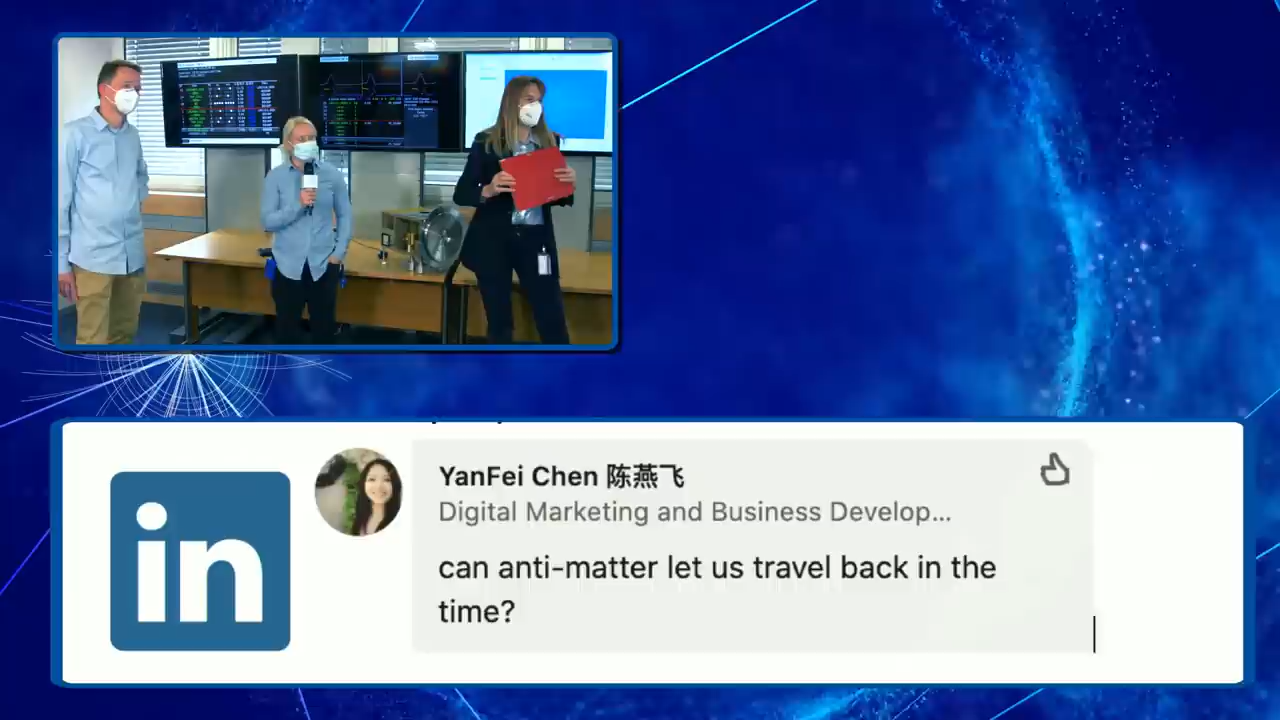 in
YanFei Chen 陈燕飞
Digital Marketing and Business Develop...
can anti-matter let us travel back in the
time?